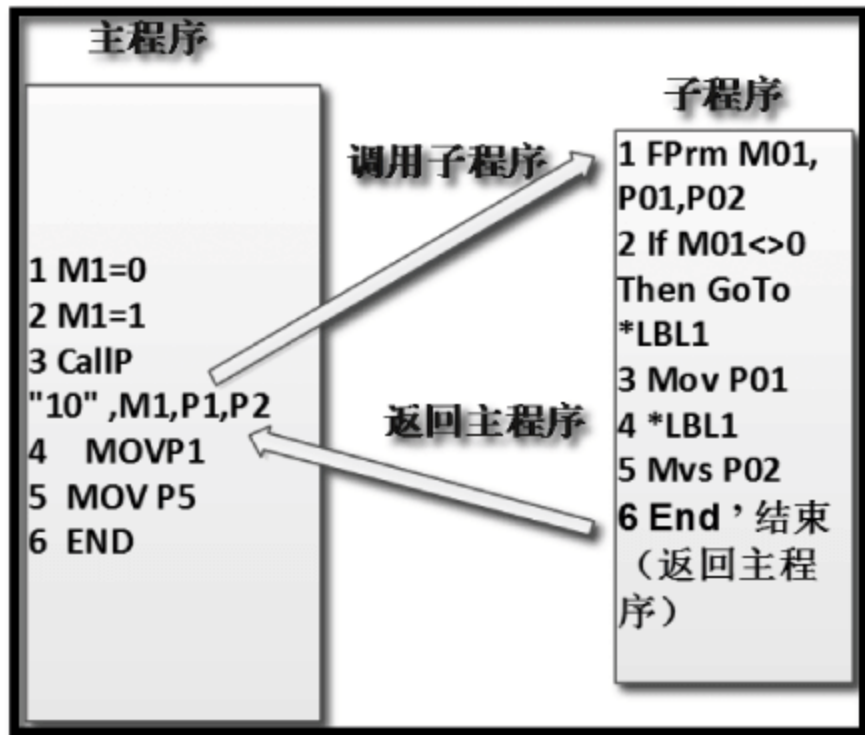 主程序
1 M1=0
2 M1=1
3 CallP
"10" ,M1,P1,P2
4 MOVP1
5 MOV P5
6 END
调用子程序
返回主程序
子程序
1 FPrm M01,
P01,P02
2 If M01<>0
Then GoTo
*LBL1
3 Mov P01
4 *LBL1
5 Mvs P02
6 End ’结束
（返回主程
序）